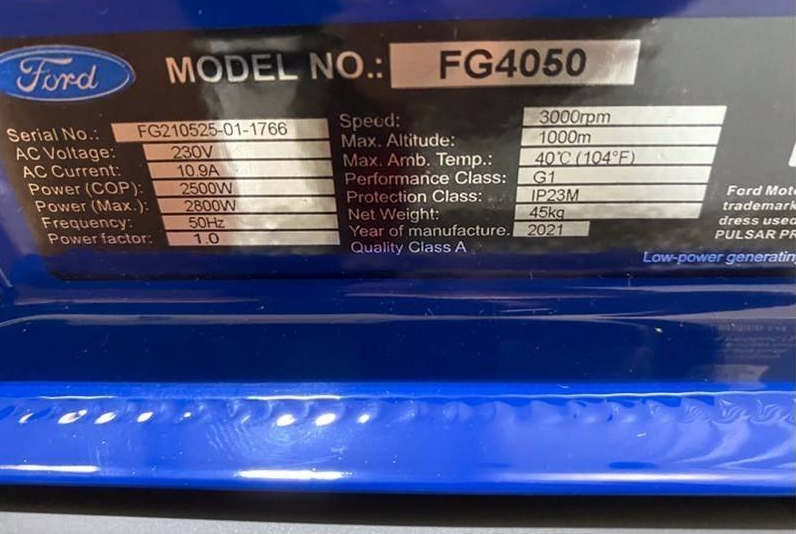 Ford
MODEL NO.: FG4050
Serial No.: FG210525-01-1766
AC Voltage: 230V
AC Current: 10.9A
Power (COP): 2500W
Power (Max.): 2800W
Frequency: 50Hz
Power factor: 1.0
Speed: 3000rpm
Max. Altitude: 1000m
Max. Amb. Temp.: 40℃ (104°F)
Performance Class: G1
Protection Class: IP23M
Net Weight: 45kg
Year of manufacture. 2021
Quality Class A
Ford Mot
trademark
dress used
PULSAR PR
Low-power generating